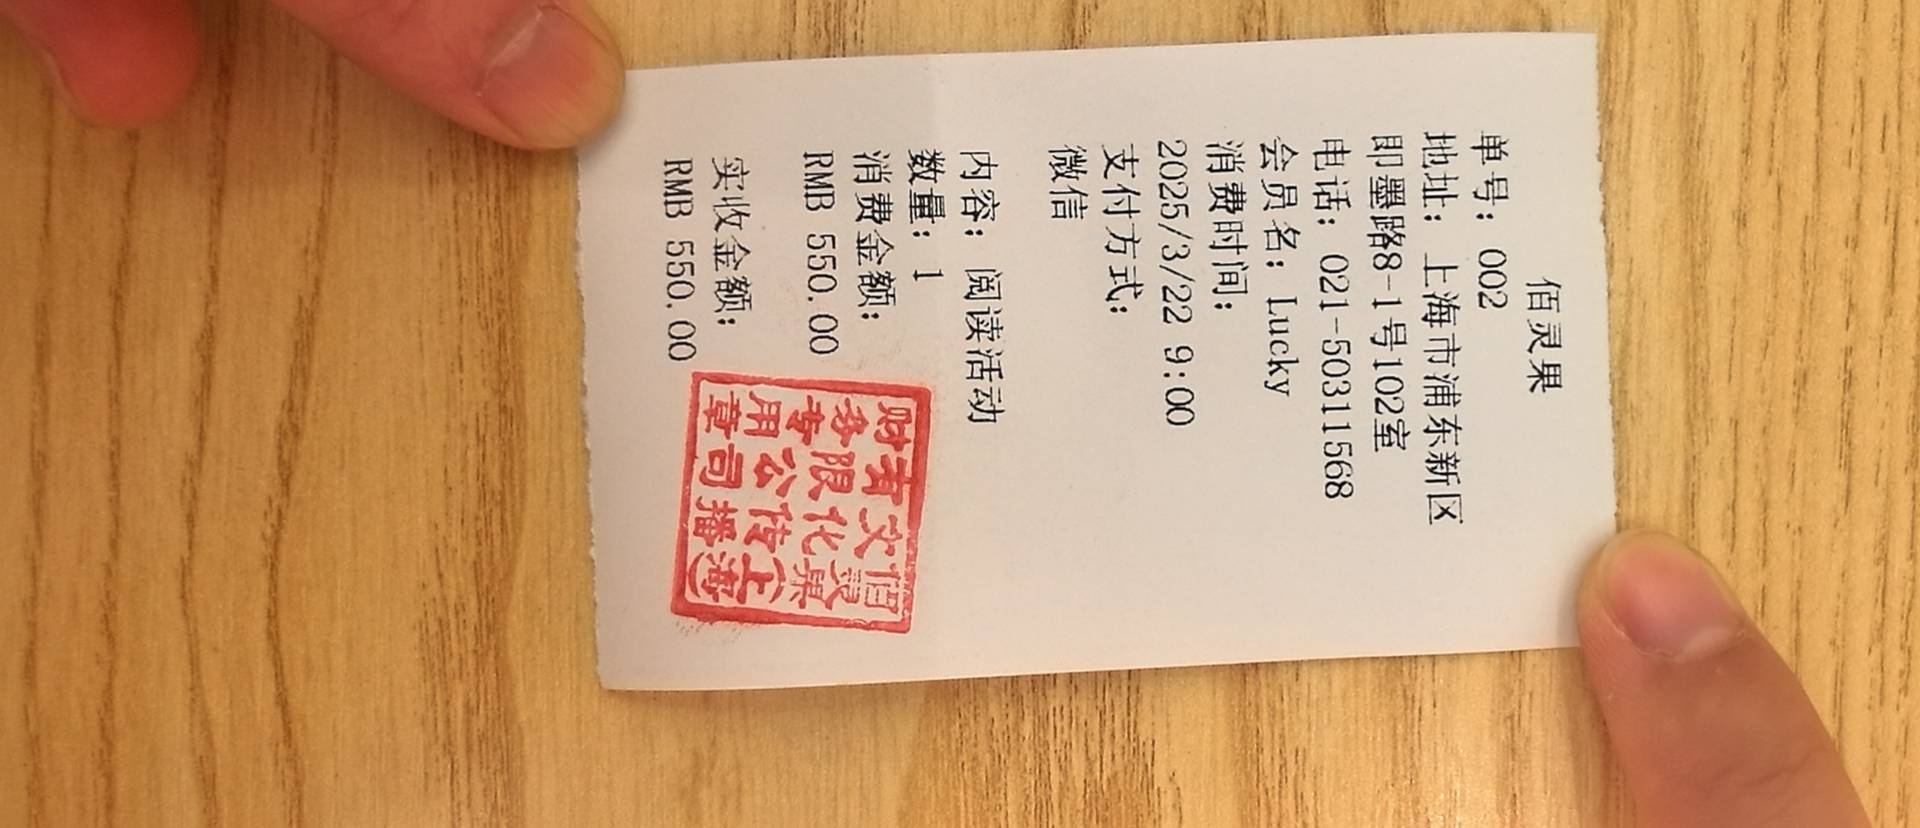 佰灵果
单号：002
地址：上海市浦东新区
即墨路8-1号102室
电话：021-50311568
会员名：Lucky
消费时间：
2025/3/22 9:00
支付方式：
微信
内容：阅读活动
数量：1
消费金额：
RMB 550.00
实收金额：
RMB 550.00
佰灵果(上海)
文化传播
有限公司
财务专用章